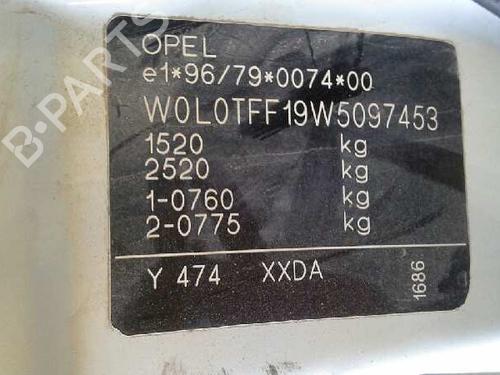 OPEL
e1*96/79*0074*00
W0L0TFF19W5097453
1520 kg
2520 kg
1-0760 kg
2-0775 kg
Y 474 XXDA
1686
B-PARTS